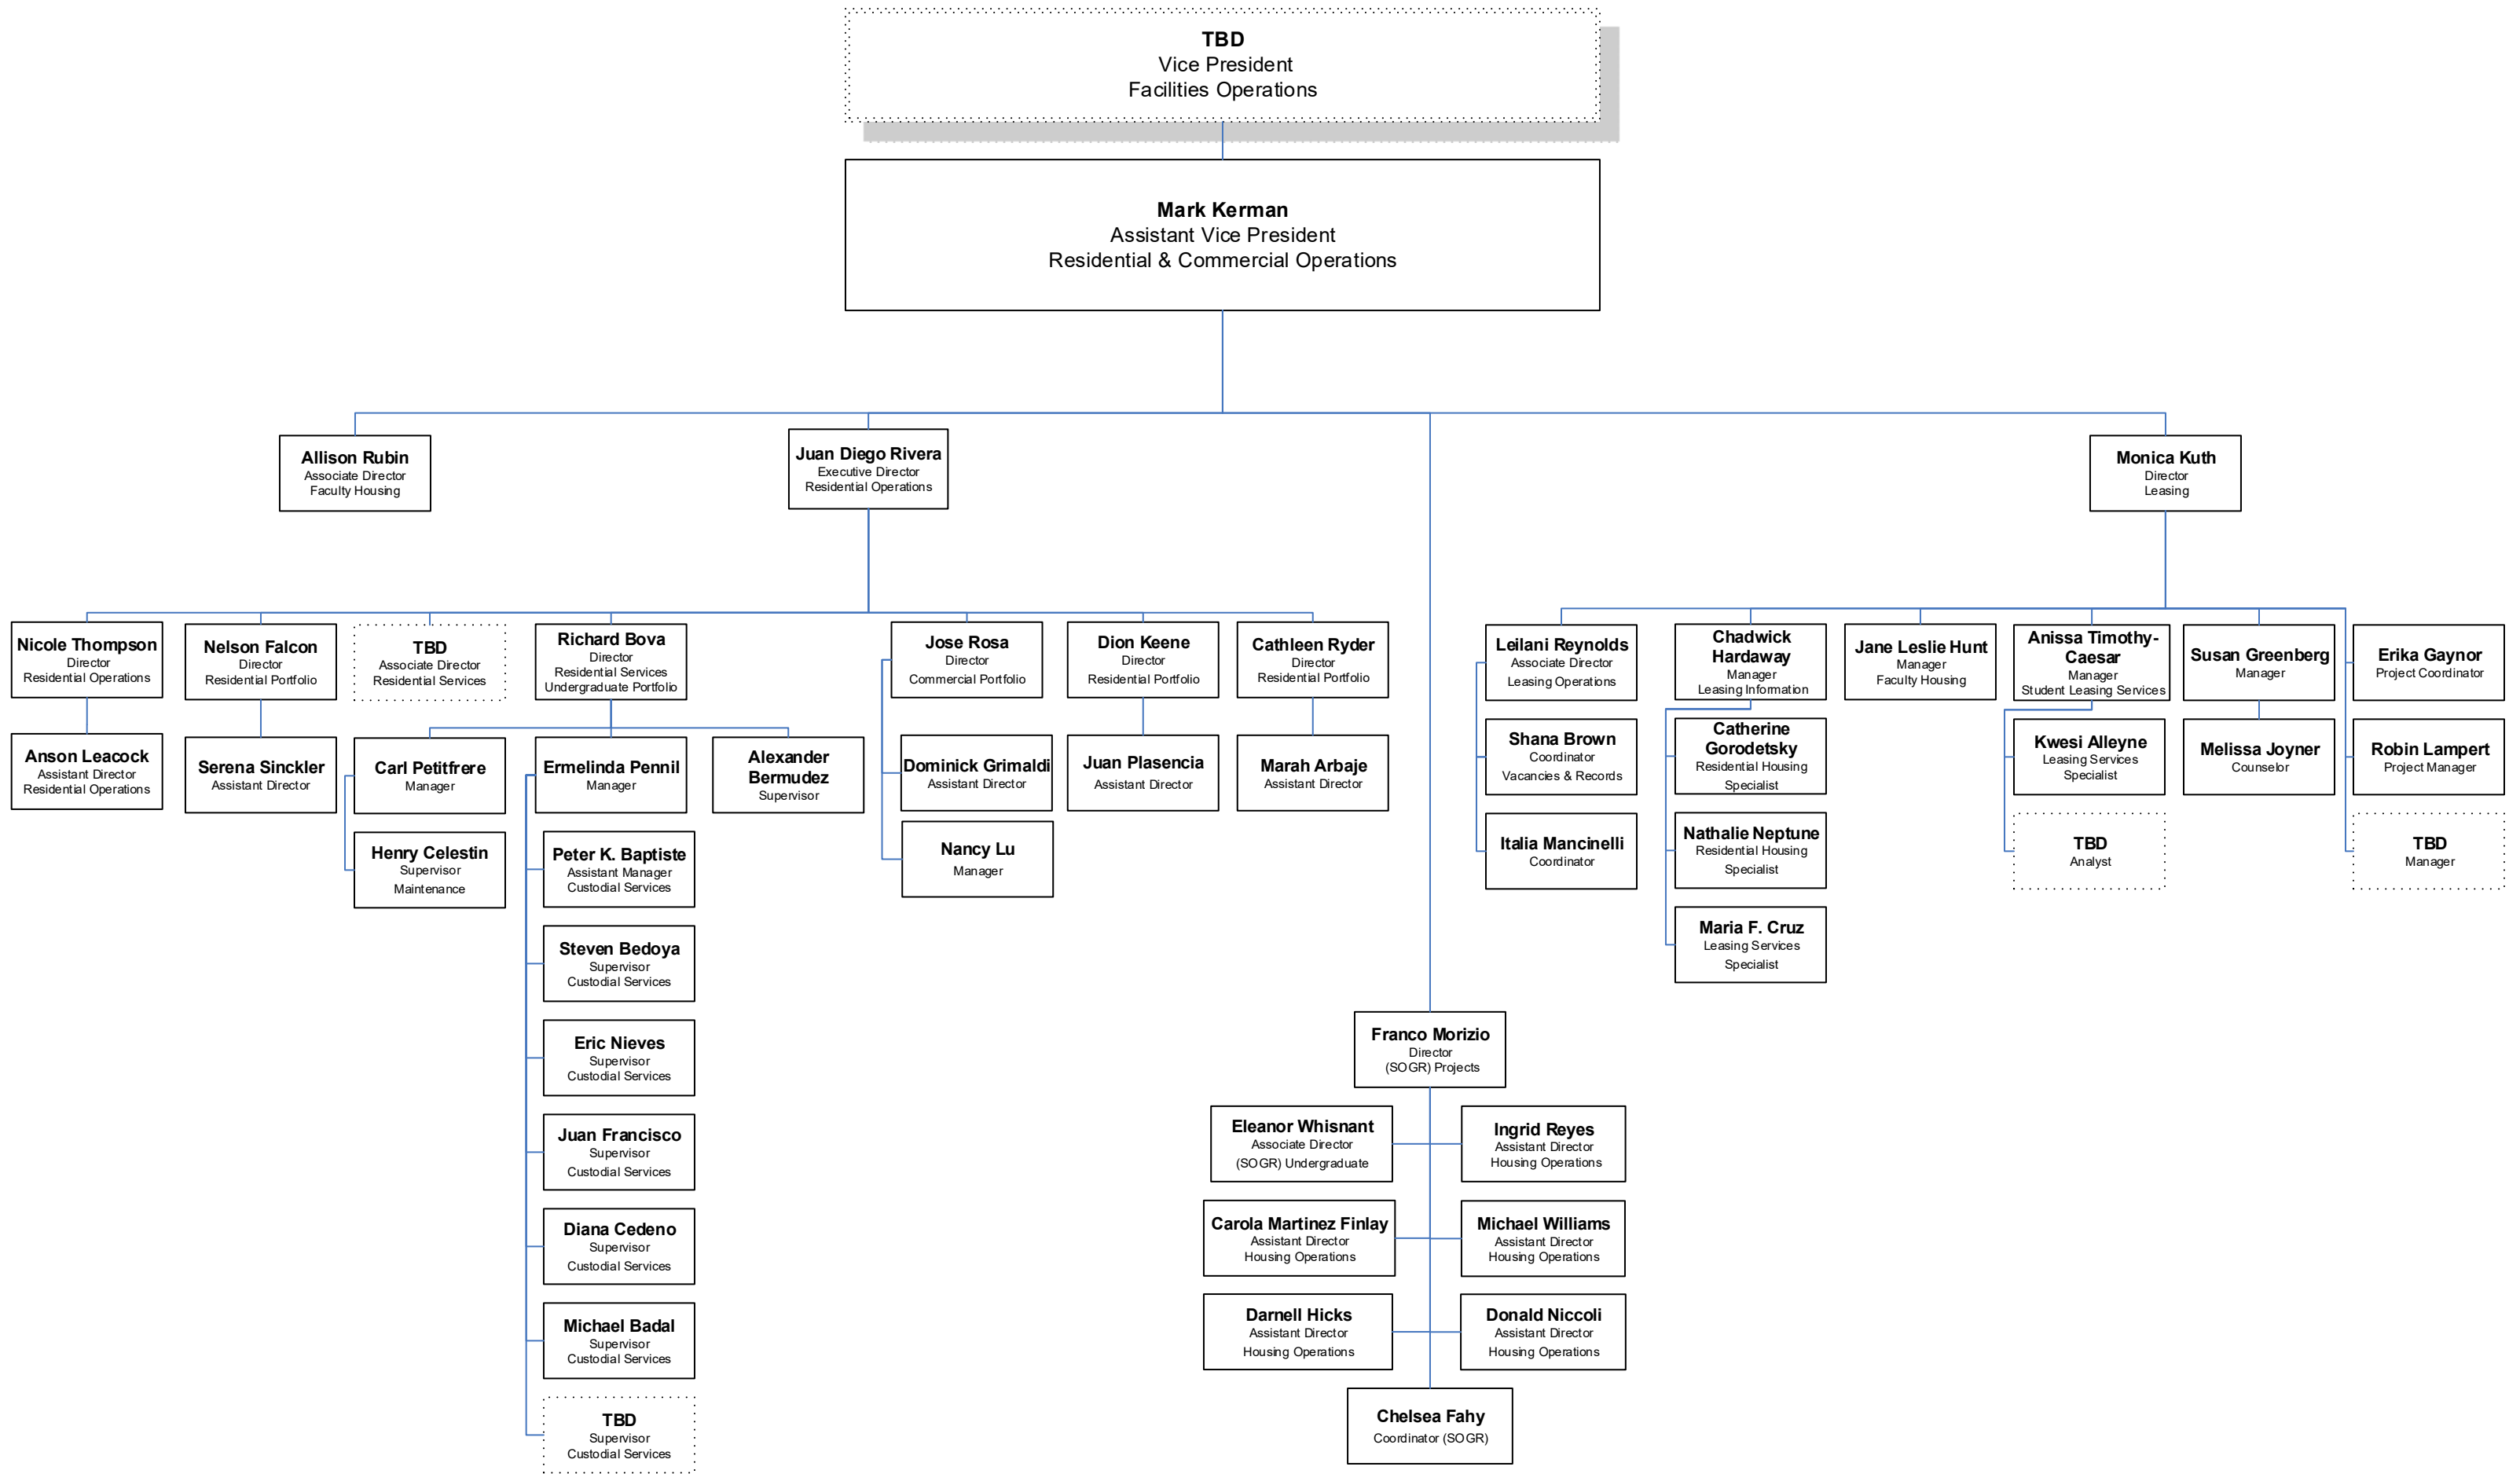 TBD
Vice President
Facilities Operations
Mark Kerman
Assistant Vice President
Residential & Commercial Operations
Allison Rubin
Associate Director
Faculty Housing
Juan Diego Rivera
Executive Director
Residential Operations
Monica Kuth
Director
Leasing
Nicole Thompson
Director
Residential Operations
Nelson Falcon
Director
Residential Portfolio
TBD
Associate Director
Residential Services
Richard Bova
Director
Residential Services
Undergraduate Portfolio
Jose Rosa
Director
Commercial Portfolio
Dion Keene
Director
Residential Portfolio
Cathleen Ryder
Director
Residential Portfolio
Leilani Reynolds
Associate Director
Leasing Operations
Chadwick
Hardaway
Manager
Leasing Information
Jane Leslie Hunt
Manager
Faculty Housing
Anissa Timothy-
Caesar
Manager
Student Leasing Services
Susan Greenberg
Manager
Erika Gaynor
Project Coordinator
Anson Leacock
Assistant Director
Residential Operations
Serena Sinckler
Assistant Director
Carl Petitfrere
Manager
Ermelinda Pennil
Manager
Alexander
Bermudez
Supervisor
Dominick Grimaldi
Assistant Director
Juan Plasencia
Assistant Director
Marah Arbaje
Assistant Director
Shana Brown
Coordinator
Vacancies & Records
Catherine
Gorodetsky
Residential Housing
Specialist
Kwesi Alleyne
Leasing Services
Specialist
Melissa Joyner
Counselor
Robin Lampert
Project Manager
Henry Celestin
Supervisor
Maintenance
Peter K. Baptiste
Assistant Manager
Custodial Services
Nancy Lu
Manager
Italia Mancinelli
Coordinator
Nathalie Neptune
Residential Housing
Specialist
TBD
Analyst
TBD
Manager
Steven Bedoya
Supervisor
Custodial Services
Maria F. Cruz
Leasing Services
Specialist
Eric Nieves
Supervisor
Custodial Services
Franco Morizio
Director
(SOGR) Projects
Juan Francisco
Supervisor
Custodial Services
Eleanor Whisnant
Associate Director
(SOGR) Undergraduate
Ingrid Reyes
Assistant Director
Housing Operations
Diana Cedeno
Supervisor
Custodial Services
Carola Martinez Finlay
Assistant Director
Housing Operations
Michael Williams
Assistant Director
Housing Operations
Michael Badal
Supervisor
Custodial Services
Darnell Hicks
Assistant Director
Housing Operations
Donald Niccoli
Assistant Director
Housing Operations
TBD
Supervisor
Custodial Services
Chelsea Fahy
Coordinator (SOGR)